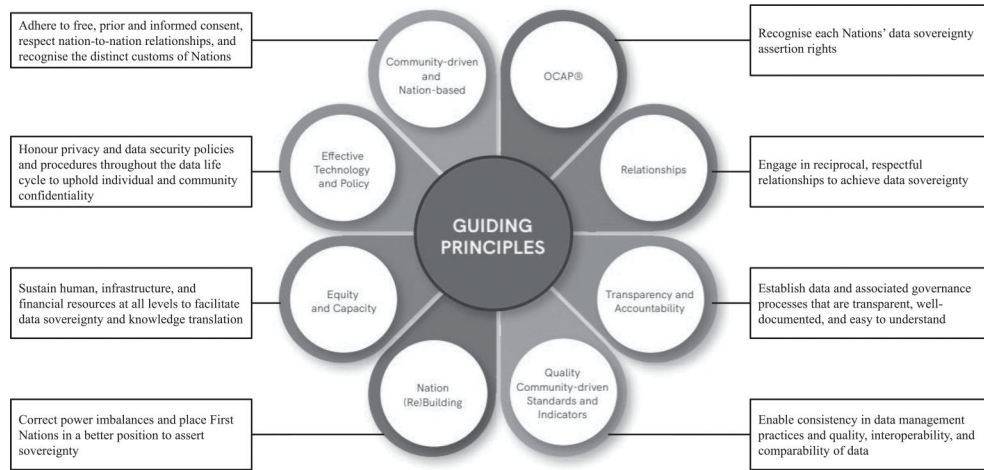 Adhere to free, prior and informed consent,
respect nation-to-nation relationships, and
recognise the distinct customs of Nations
Community-driven
and
Nation-based
OCAP®
Recognise each Nations’ data sovereignty
assertion rights
Honour privacy and data security policies
and procedures throughout the data life
cycle to uphold individual and community
confidentiality
Effective
Technology
and Policy
Relationships
Engage in reciprocal, respectful
relationships to achieve data sovereignty
GUIDING
PRINCIPLES
Sustain human, infrastructure, and
financial resources at all levels to facilitate
data sovereignty and knowledge translation
Equity
and Capacity
Transparency and
Accountability
Establish data and associated governance
processes that are transparent, well-
documented, and easy to understand
Correct power imbalances and place First
Nations in a better position to assert
sovereignty
Nation
(Re)Building
Quality
Community-driven
Standards and
Indicators
Enable consistency in data management
practices and quality, interoperability, and
comparability of data